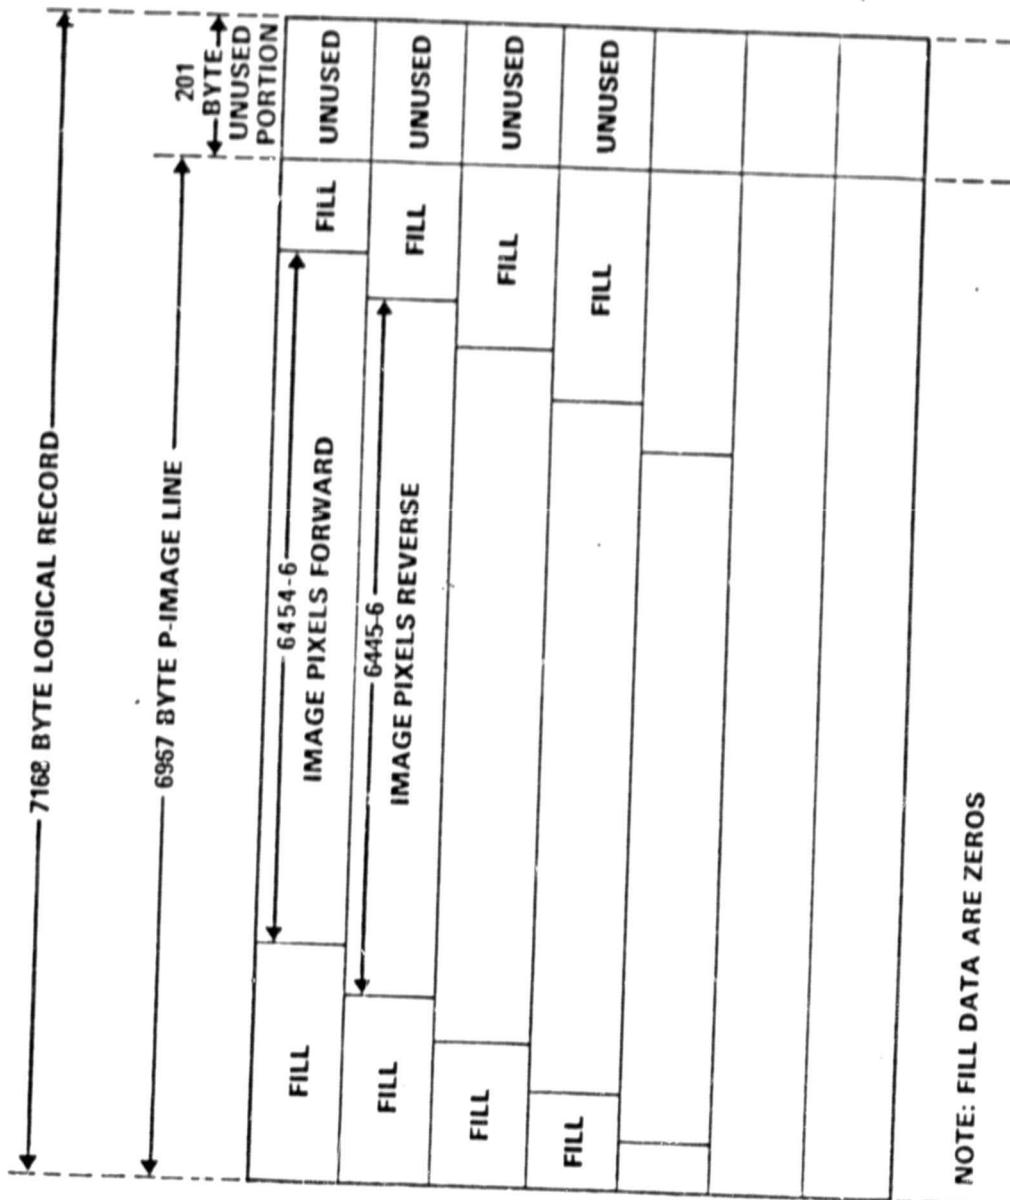 7168 BYTE LOGICAL RECORD
6967 BYTE P-IMAGE LINE
201
BYTE
UNUSED
PORTION
FILL
6454-6
IMAGE PIXELS FORWARD
FILL
UNUSED
FILL
6445-6
IMAGE PIXELS REVERSE
FILL
UNUSED
FILL
FILL
UNUSED
FILL
FILL
UNUSED
NOTE: FILL DATA ARE ZEROS